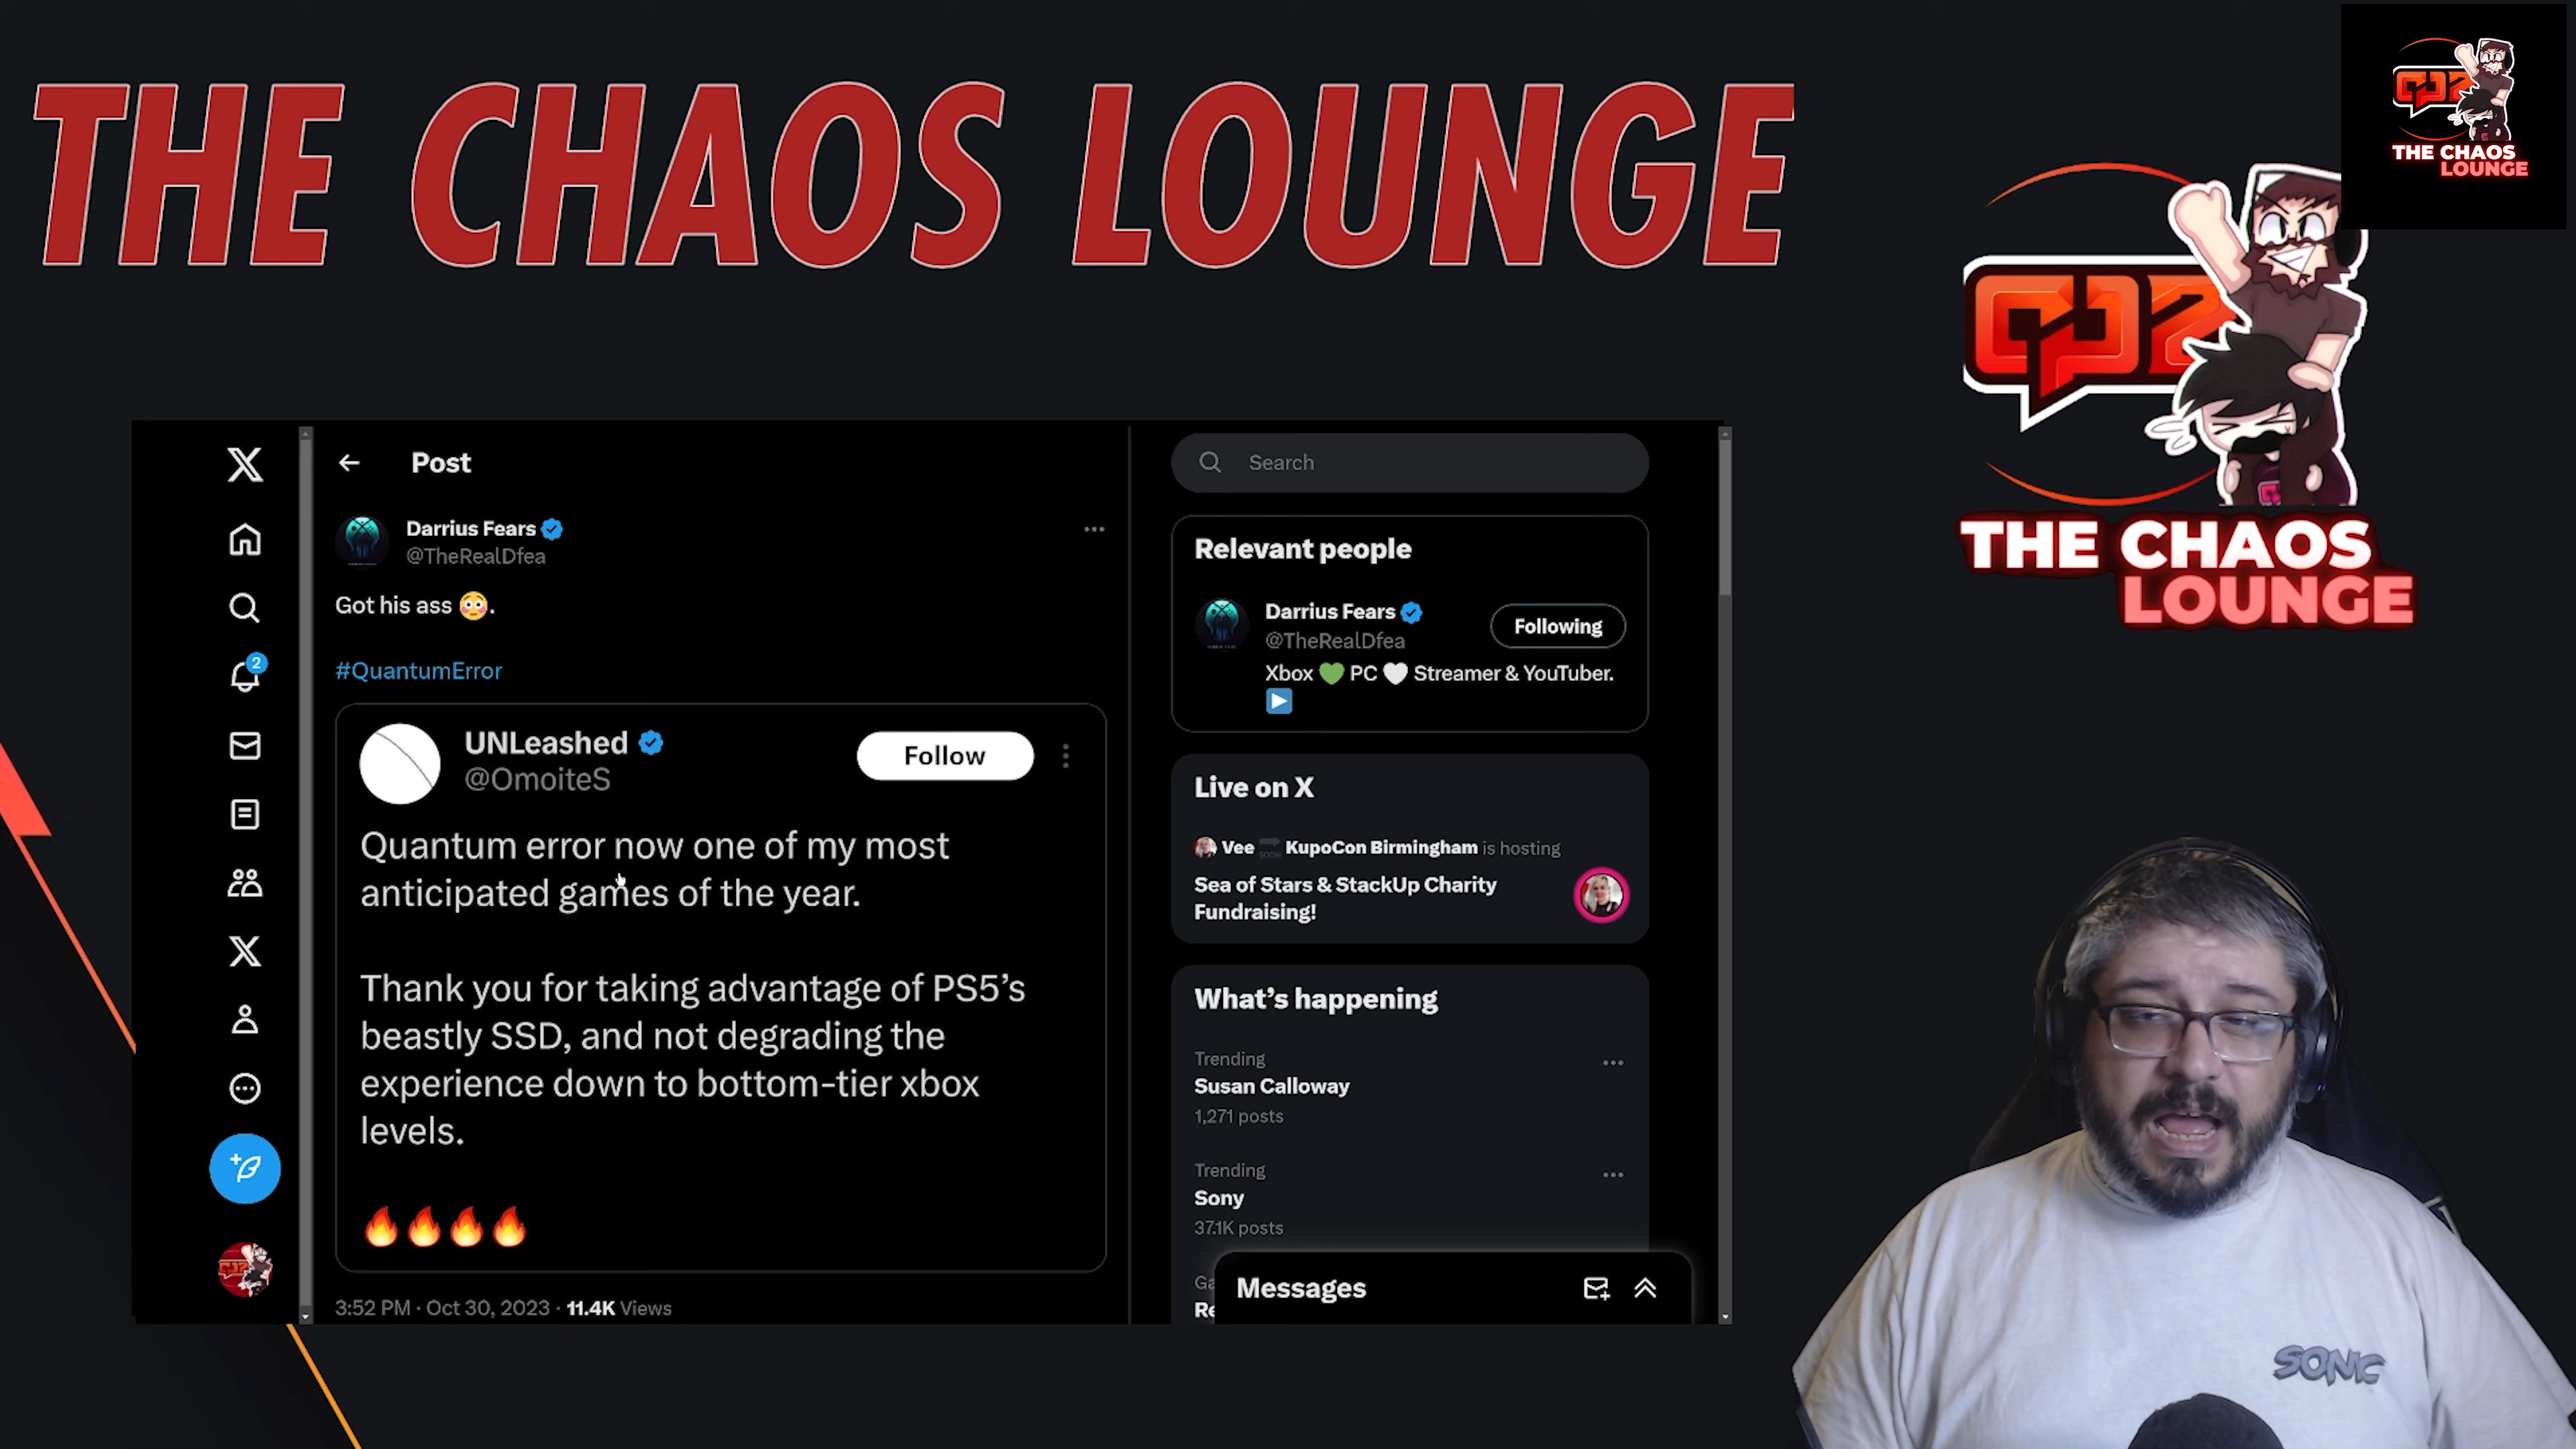 THE CHAOS LOUNGE
THE CHAOS
LOUNGE
THE CHAOS
LOUNGE
Post
Darrius Fears
@TheRealDfea
Got his ass 😳.
#QuantumError
UNLeashed
@OmoiteS
Follow
Quantum error now one of my most
anticipated games of the year.
Thank you for taking advantage of PS5’s
beastly SSD, and not degrading the
experience down to bottom-tier xbox
levels.
🔥🔥🔥🔥
3:52 PM · Oct 30, 2023 · 11.4K Views
2
Search
Relevant people
Darrius Fears
@TheRealDfea
Following
Xbox 💚 PC 🤍 Streamer & YouTuber.
▶️
Live on X
Vee KupoCon Birmingham is hosting
Sea of Stars & StackUp Charity
Fundraising!
What’s happening
Trending
Susan Calloway
1,271 posts
Trending
Sony
37.1K posts
Messages
SONIC